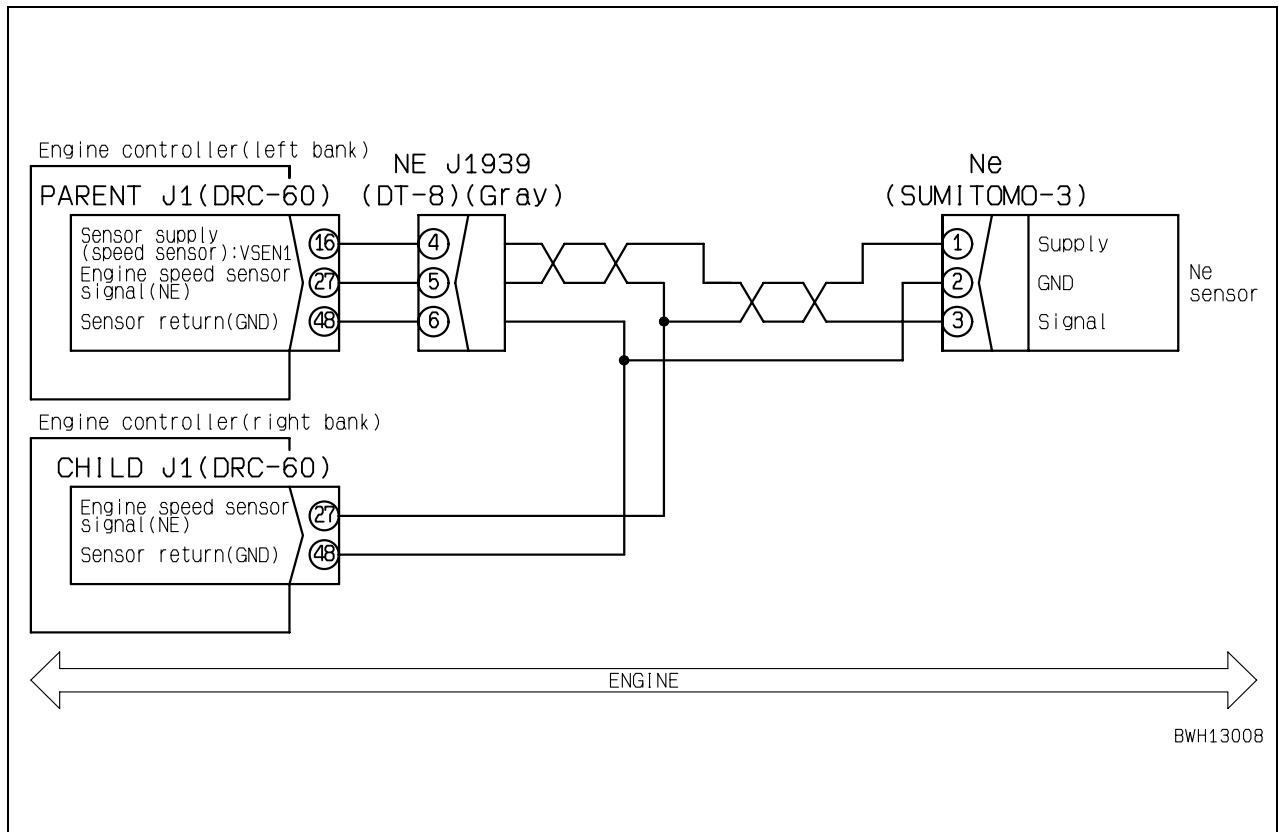 Engine controller(left bank)
PARENT J1(DRC-60)
Sensor supply
(speed sensor):VSEN1
16
Engine speed sensor
signal(NE)
27
Sensor return(GND)
48
NE J1939
(DT-8)(Gray)
4
5
6
Ne
(SUMITOMO-3)
1
Supply
2
GND
3
Signal
Ne
sensor
Engine controller(right bank)
CHILD J1(DRC-60)
Engine speed sensor
signal(NE)
27
Sensor return(GND)
48
ENGINE
BWH13008